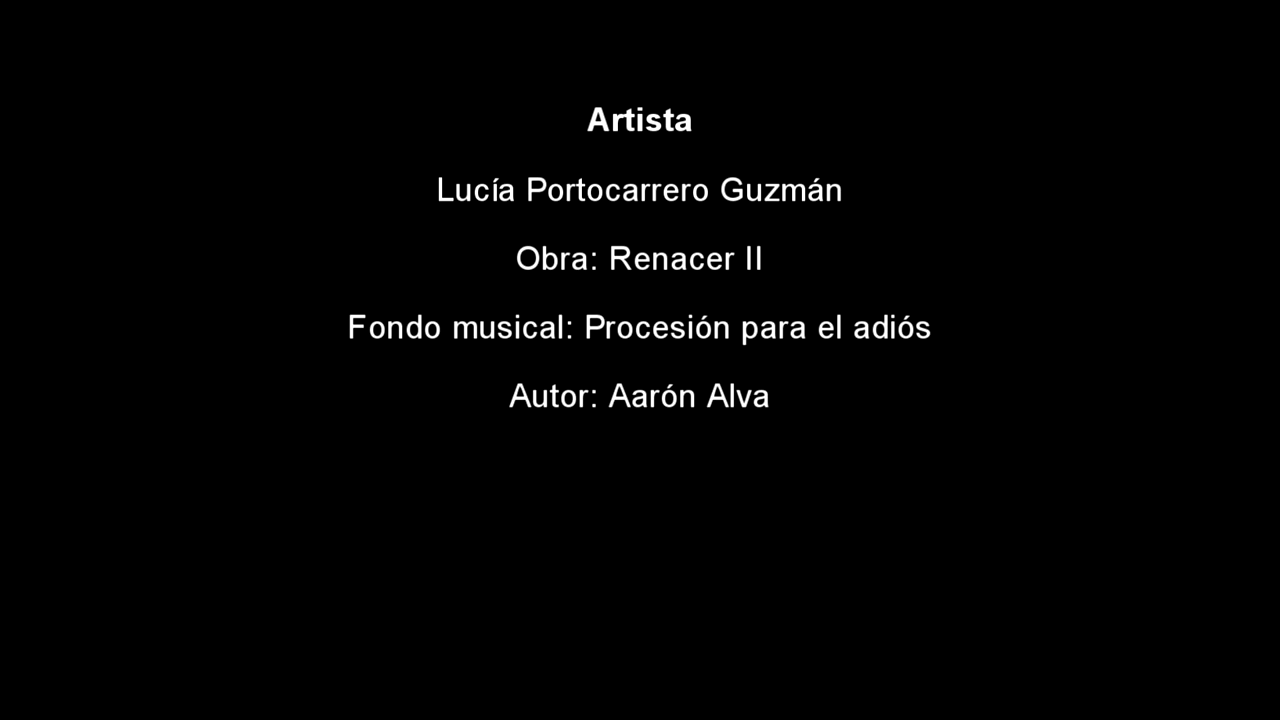 Artista
Lucía Portocarrero Guzmán
Obra: Renacer II
Fondo musical: Procesión para el adiós
Autor: Aarón Alva